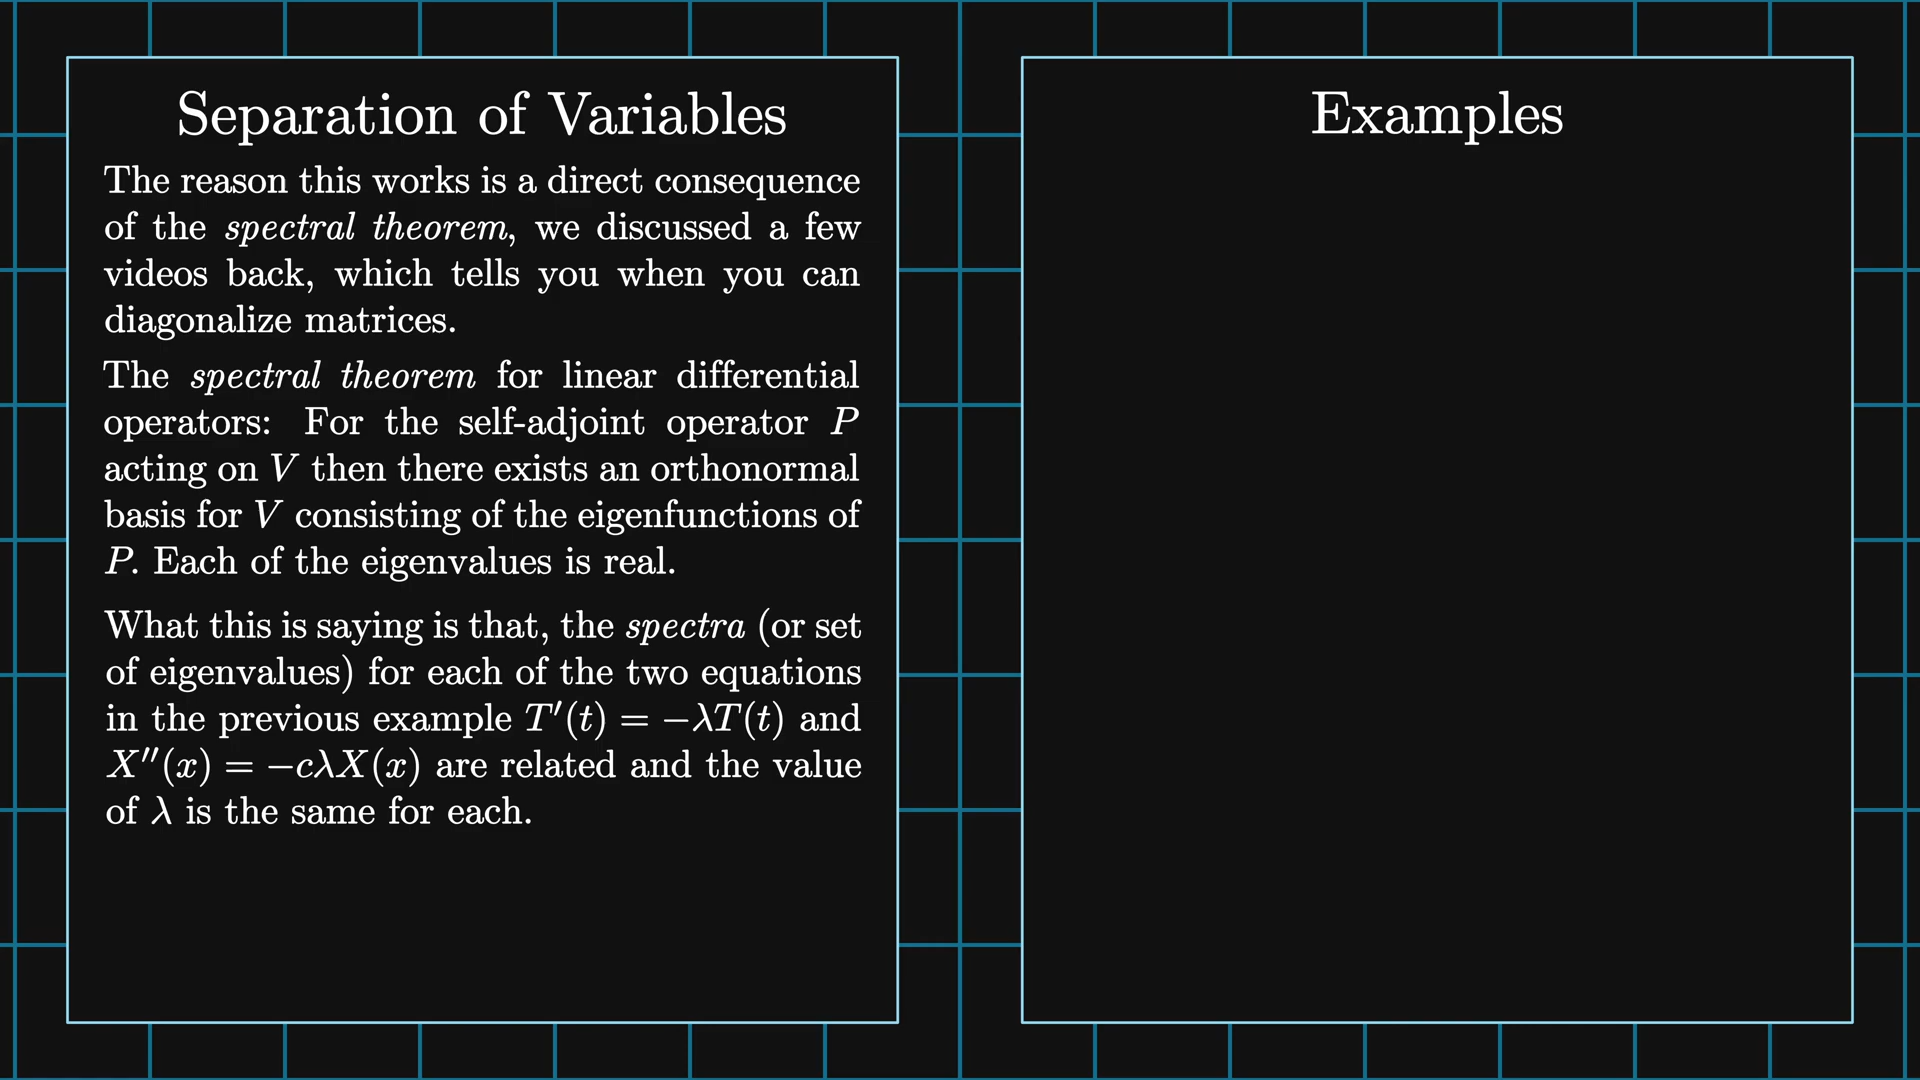 Separation of Variables
The reason this works is a direct consequence
of the spectral theorem, we discussed a few
videos back, which tells you when you can
diagonalize matrices.
The spectral theorem for linear differential
operators: For the self-adjoint operator P
acting on V then there exists an orthonormal
basis for V consisting of the eigenfunctions of
P. Each of the eigenvalues is real.
What this is saying is that, the spectra (or set
of eigenvalues) for each of the two equations
in the previous example T′(t) = −λT(t) and
X′′(x) = −cλX(x) are related and the value
of λ is the same for each.
Examples